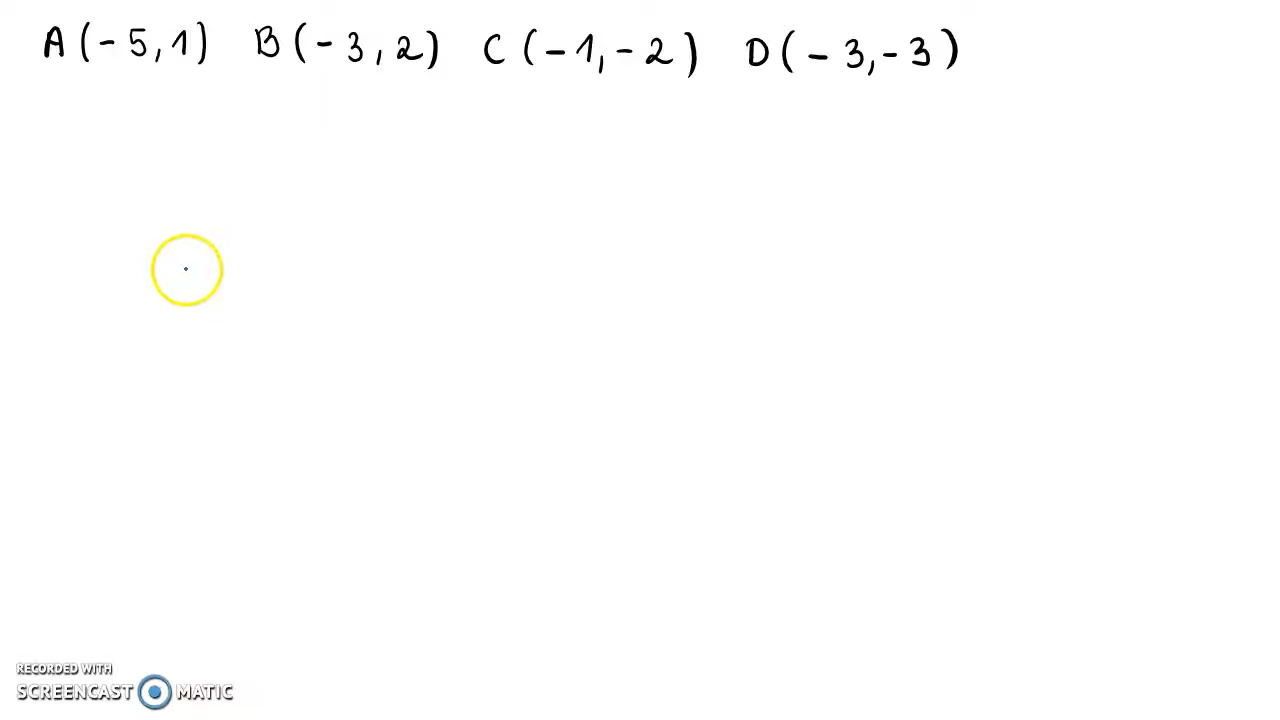 A (-5,1) B (-3,2) C (-1,-2) D (-3,-3)
RECORDED WITH
SCREENCAST MATIC